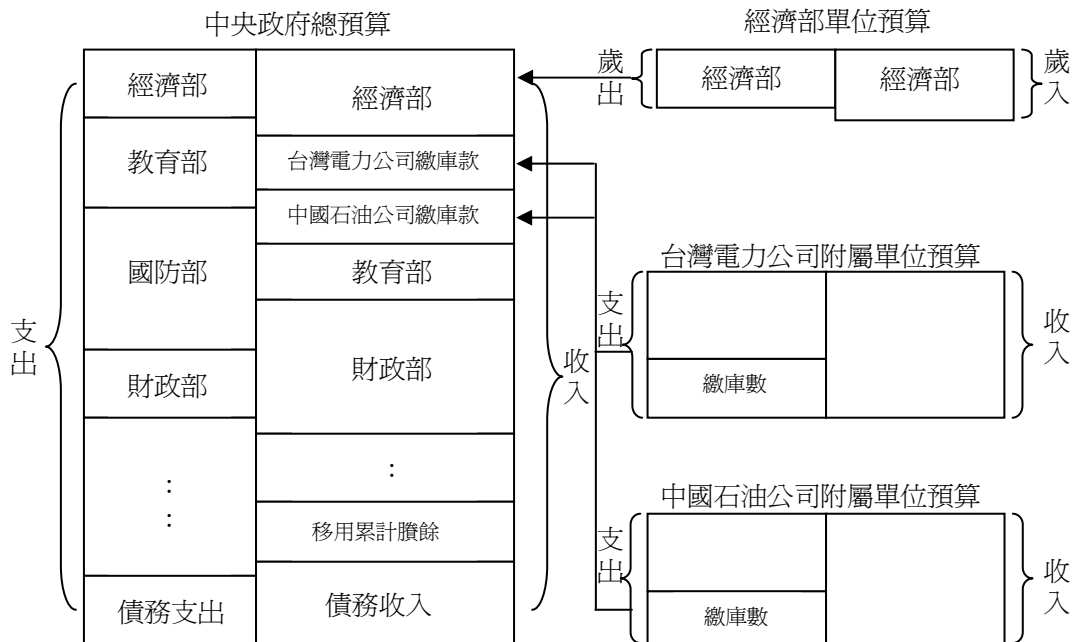 中央政府總預算
經濟部單位預算
經濟部
教育部
國防部
財政部
:
:
債務支出
支出
經濟部
台灣電力公司繳庫款
中國石油公司繳庫款
教育部
財政部
:
移用累計賸餘
債務收入
收入
歲出
經濟部
經濟部
歲入
台灣電力公司附屬單位預算
支出
繳庫數
收入
中國石油公司附屬單位預算
支出
繳庫數
收入